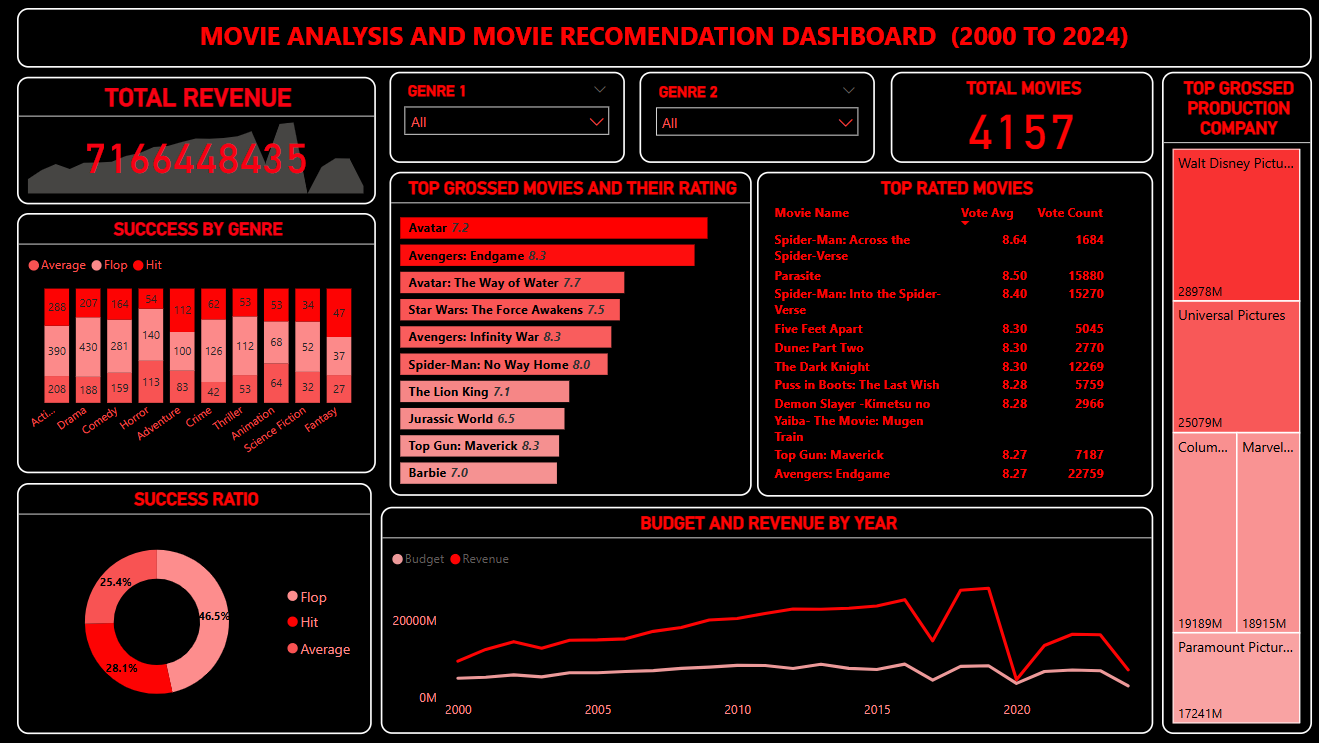 MOVIE ANALYSIS AND MOVIE RECOMENDATION DASHBOARD (2000 TO 2024)
TOTAL REVENUE
7166448435
GENRE 1
All
GENRE 2
All
TOTAL MOVIES
4157
TOP GROSSED
PRODUCTION
COMPANY
Walt Disney Pictu...
28978M
Universal Pictures
25079M
Colum...
Marvel...
19189M
18915M
Paramount Pictur...
17241M
SUCCCESS BY GENRE
Average Flop Hit
288 207 164 54 112 62 53 53 34 47
390 430 281 140 100 126 112 68 52 37
208 188 159 113 83 42 53 64 32 27
Acti... Drama Comedy Horror Adventure Crime Thriller Animation Science Fiction Fantasy
TOP GROSSED MOVIES AND THEIR RATING
Avatar 7.2
Avengers: Endgame 8.3
Avatar: The Way of Water 7.7
Star Wars: The Force Awakens 7.5
Avengers: Infinity War 8.3
Spider-Man: No Way Home 8.0
The Lion King 7.1
Jurassic World 6.5
Top Gun: Maverick 8.3
Barbie 7.0
TOP RATED MOVIES
Movie Name Vote Avg Vote Count
Spider-Man: Across the 8.64 1684
Spider-Verse
Parasite 8.50 15880
Spider-Man: Into the Spider- 8.40 15270
Verse
Five Feet Apart 8.30 5045
Dune: Part Two 8.30 2770
The Dark Knight 8.30 12269
Puss in Boots: The Last Wish 8.28 5759
Demon Slayer -Kimetsu no 8.28 2966
Yaiba- The Movie: Mugen
Train
Top Gun: Maverick 8.27 7187
Avengers: Endgame 8.27 22759
SUCCESS RATIO
25.4%
46.5%
28.1%
Flop
Hit
Average
BUDGET AND REVENUE BY YEAR
Budget Revenue
20000M
0M
2000 2005 2010 2015 2020